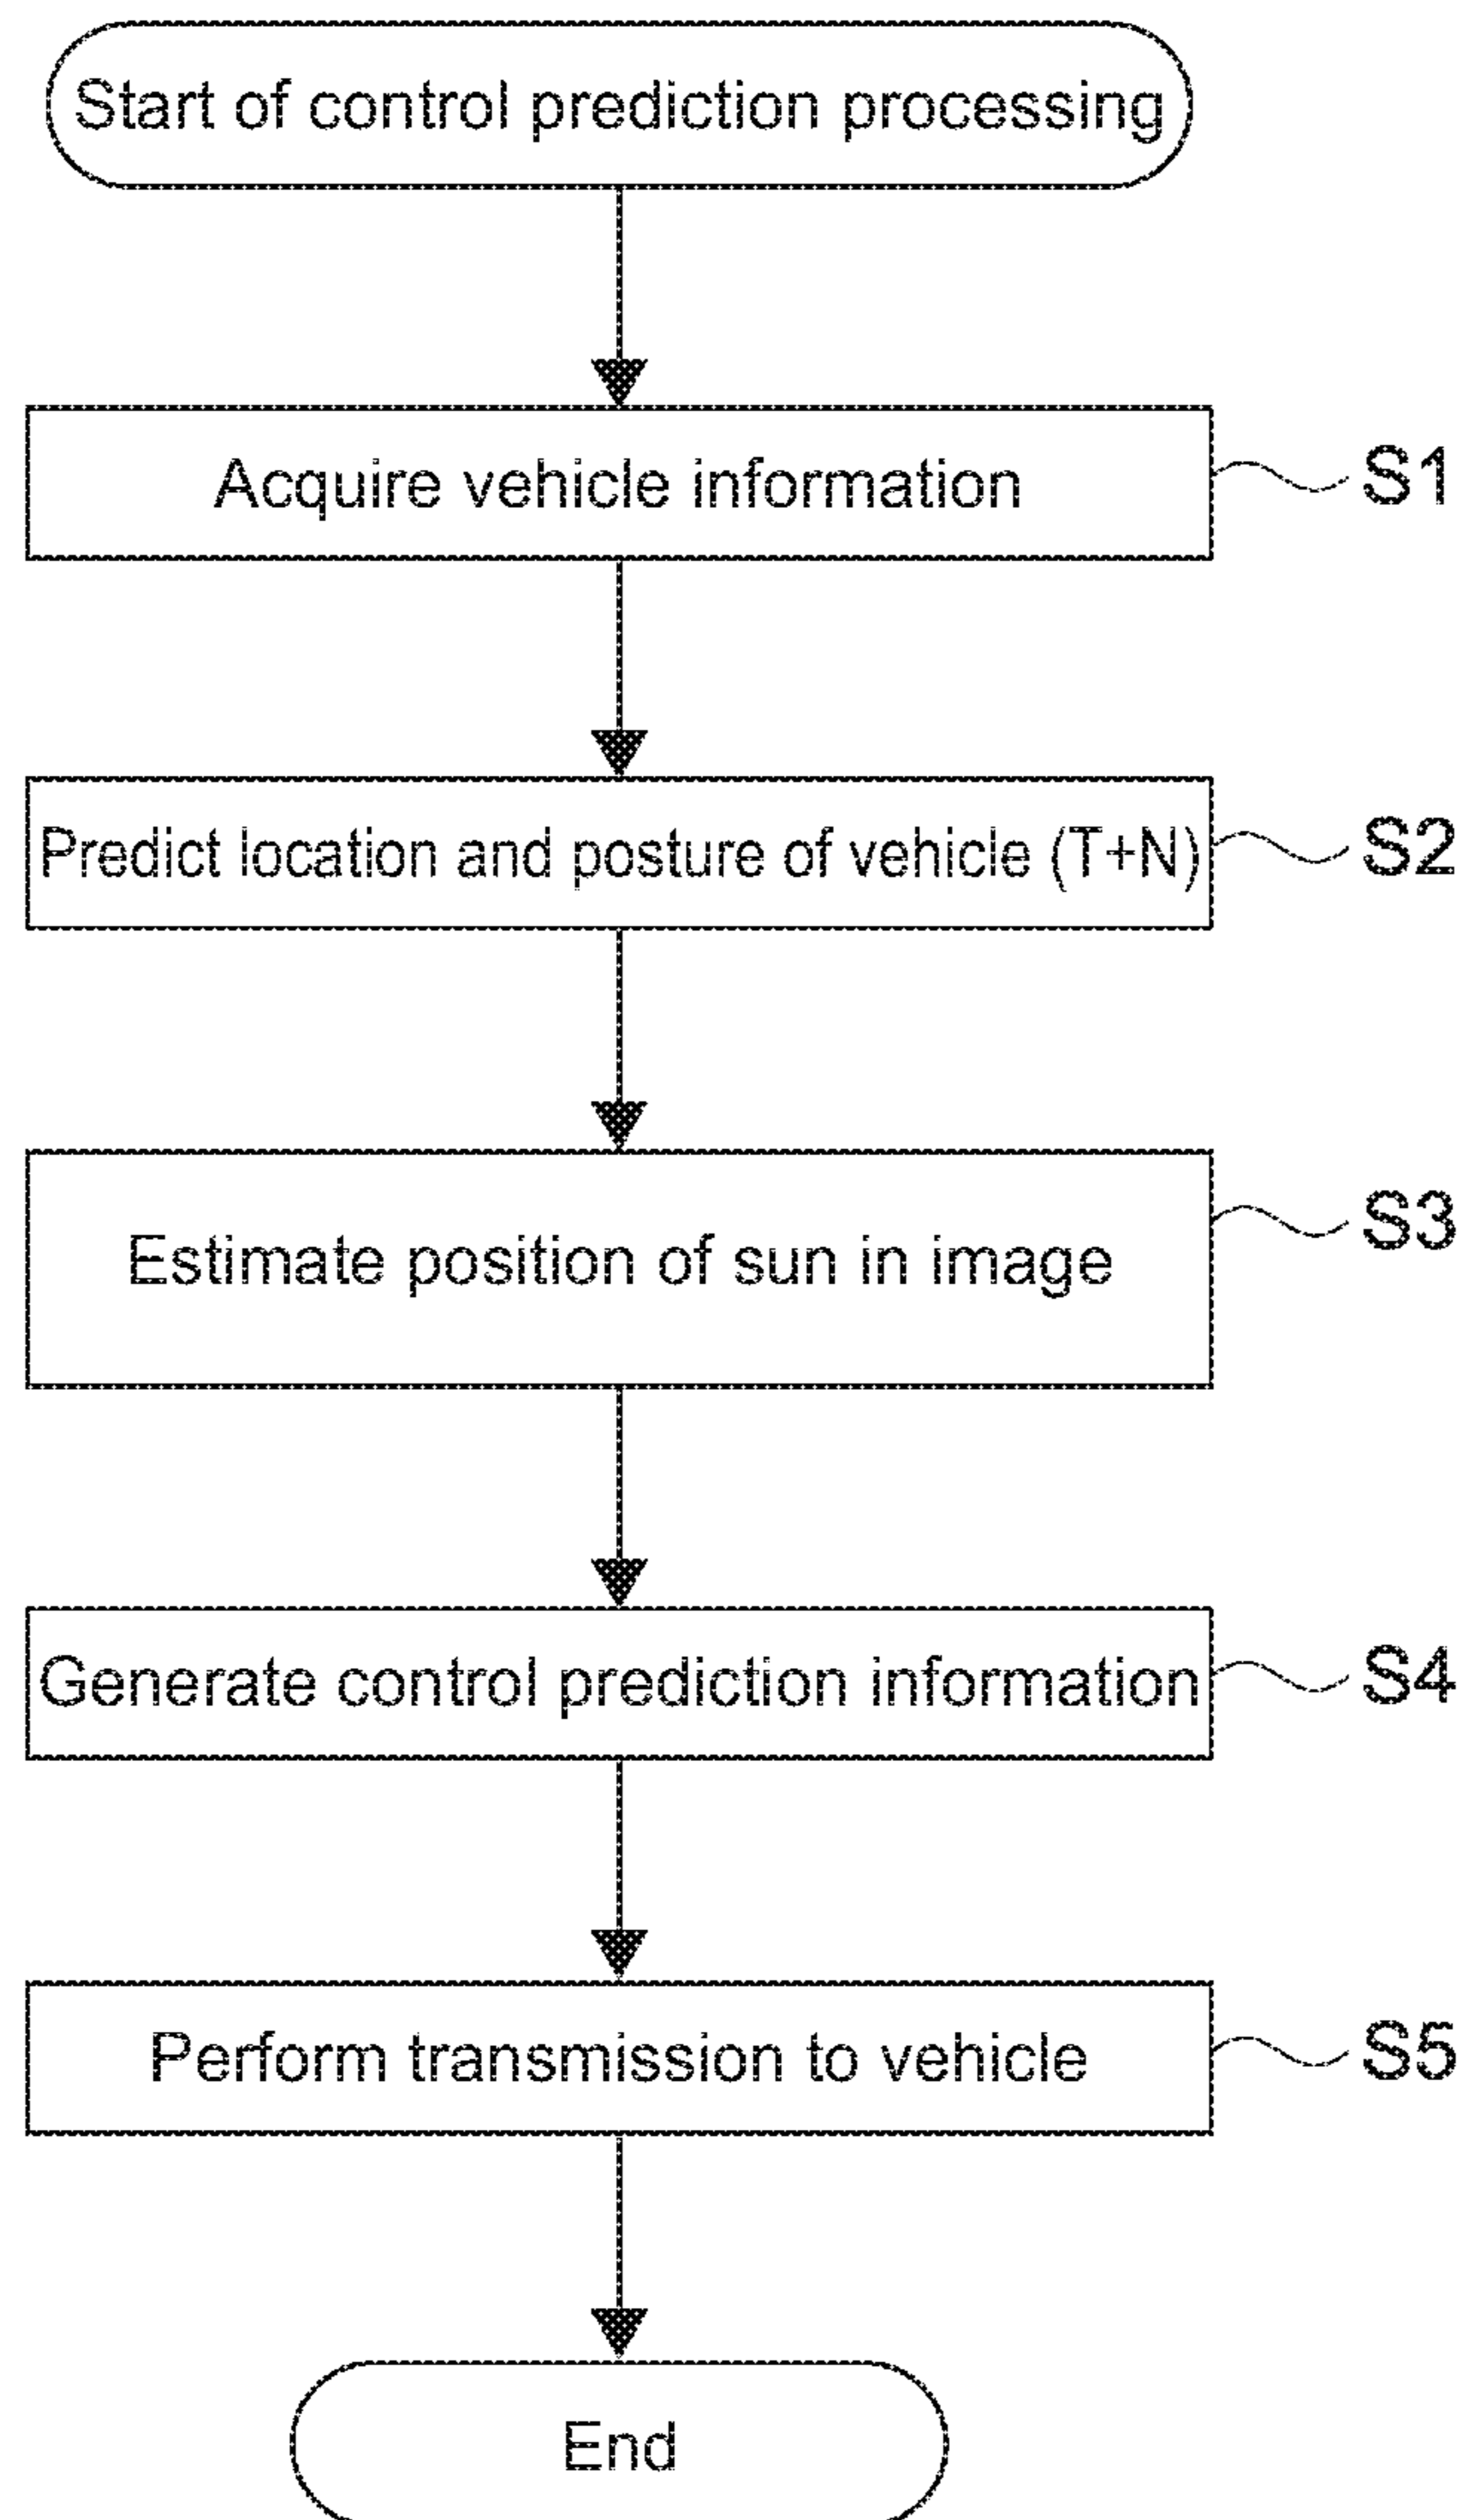 Start of control prediction processing
Acquire vehicle information
S1
Predict location and posture of vehicle (T+N)
S2
Estimate position of sun in image
S3
Generate control prediction information
S4
Perform transmission to vehicle
S5
End